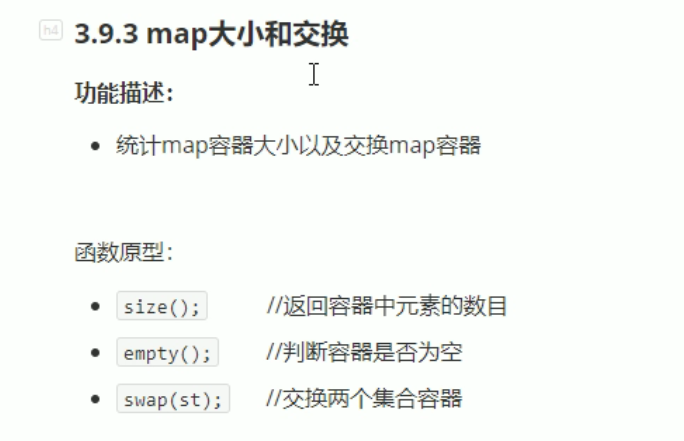 h4 3.9.3 map大小和交换
功能描述：
统计map容器大小以及交换map容器
函数原型：
size(); //返回容器中元素的数目
empty(); //判断容器是否为空
swap(st); //交换两个集合容器